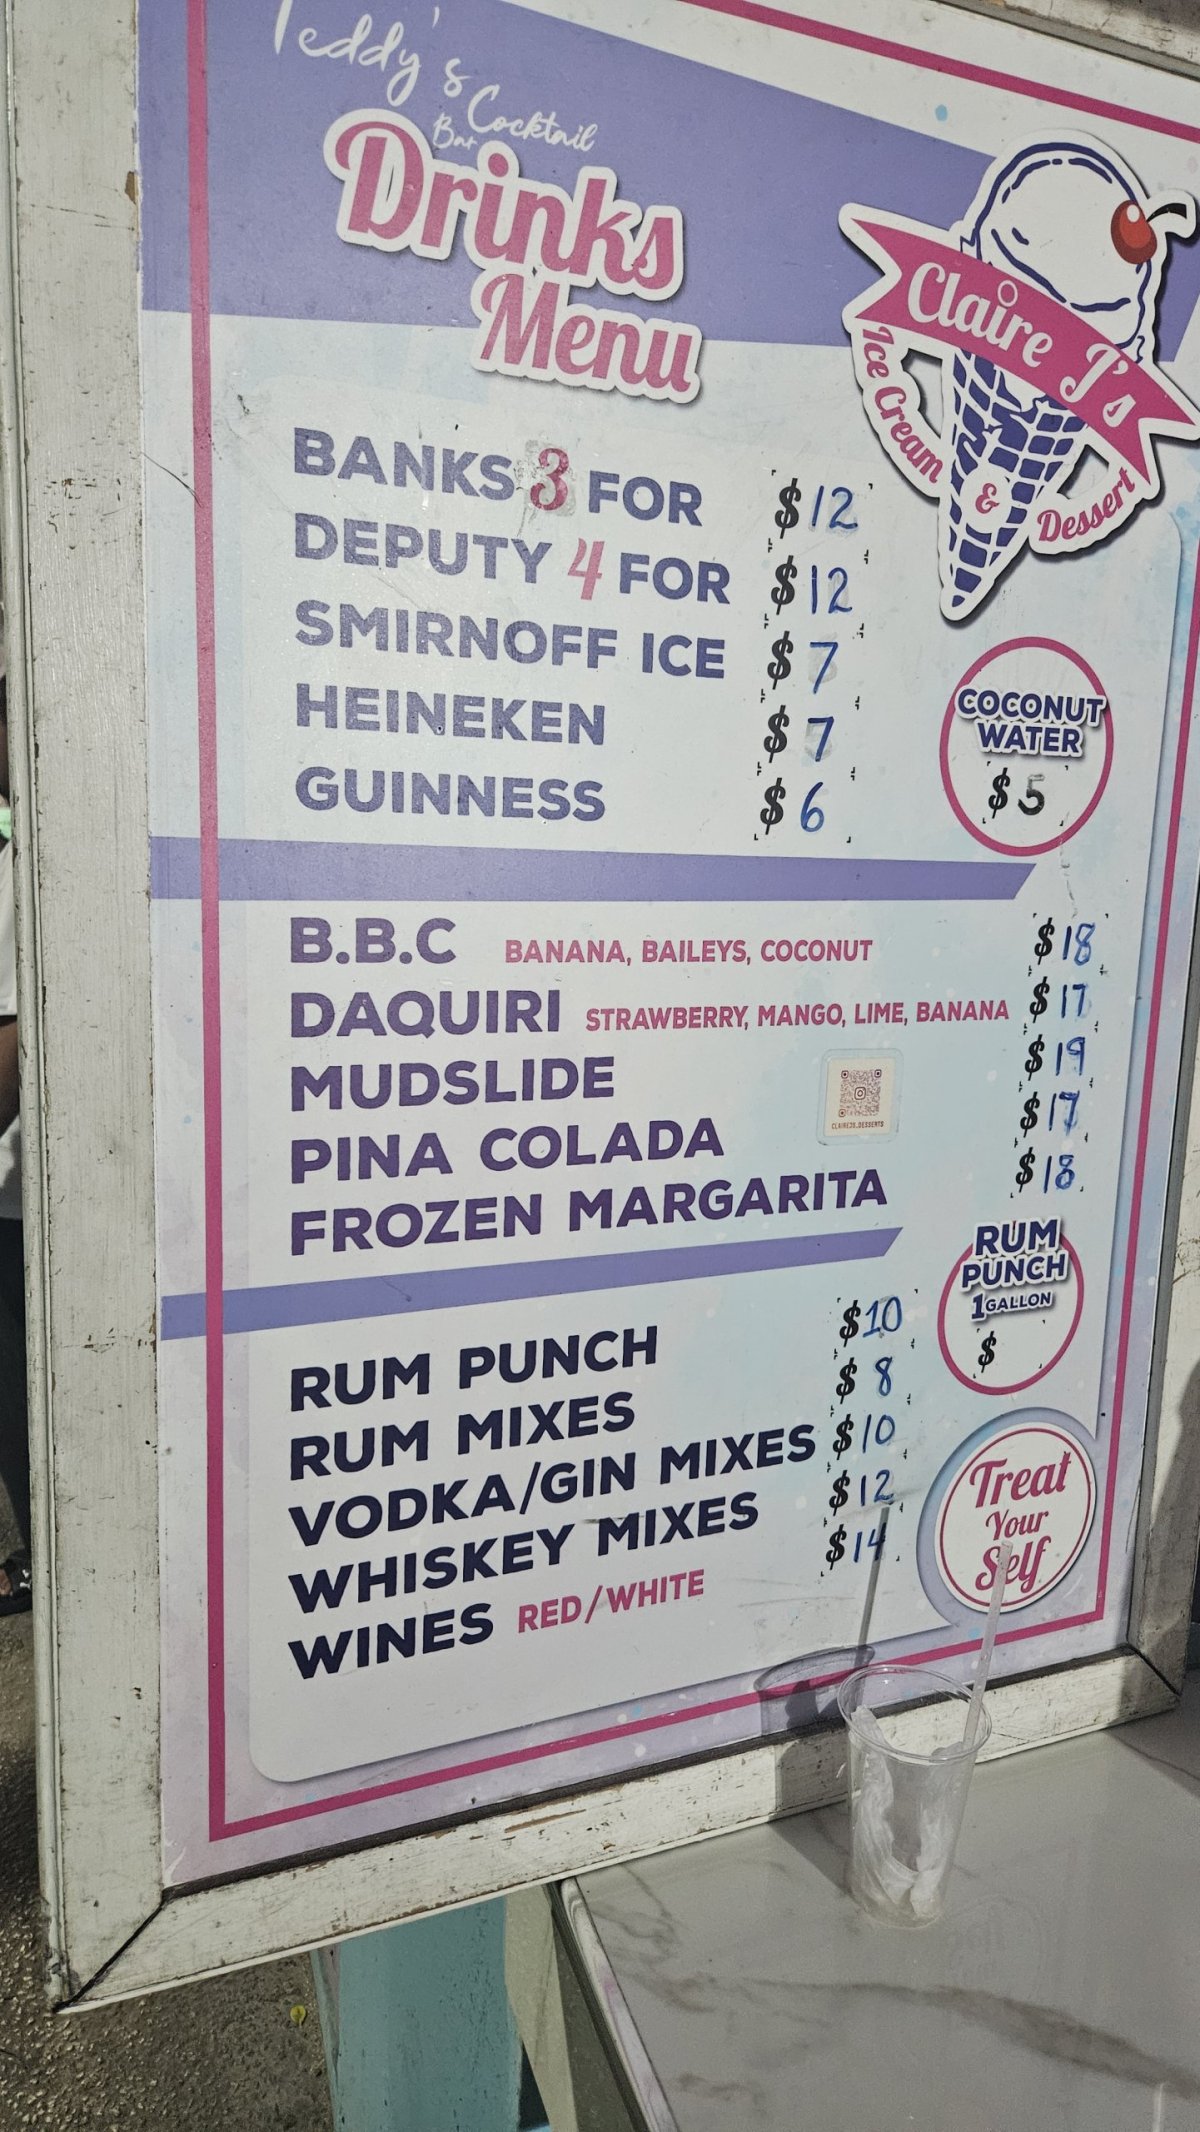 Teddy's
Cocktail
Bar
Drinks
Menu
Claire J's
Ice Cream
&
Dessert
BANKS 3 FOR $12
DEPUTY 4 FOR $12
SMIRNOFF ICE $7
HEINEKEN $7
GUINNESS $6
COCONUT
WATER
$5
B.B.C BANANA, BAILEYS, COCONUT $18
DAQUIRI STRAWBERRY, MANGO, LIME, BANANA $17
MUDSLIDE $19
CLAIREJS_DESSERTS
PINA COLADA $17
FROZEN MARGARITA $18
RUM
PUNCH
1 GALLON
$
RUM PUNCH $10
RUM MIXES $8
VODKA/GIN MIXES $10
WHISKEY MIXES $12
WINES RED/WHITE $14
Treat
Your
Self